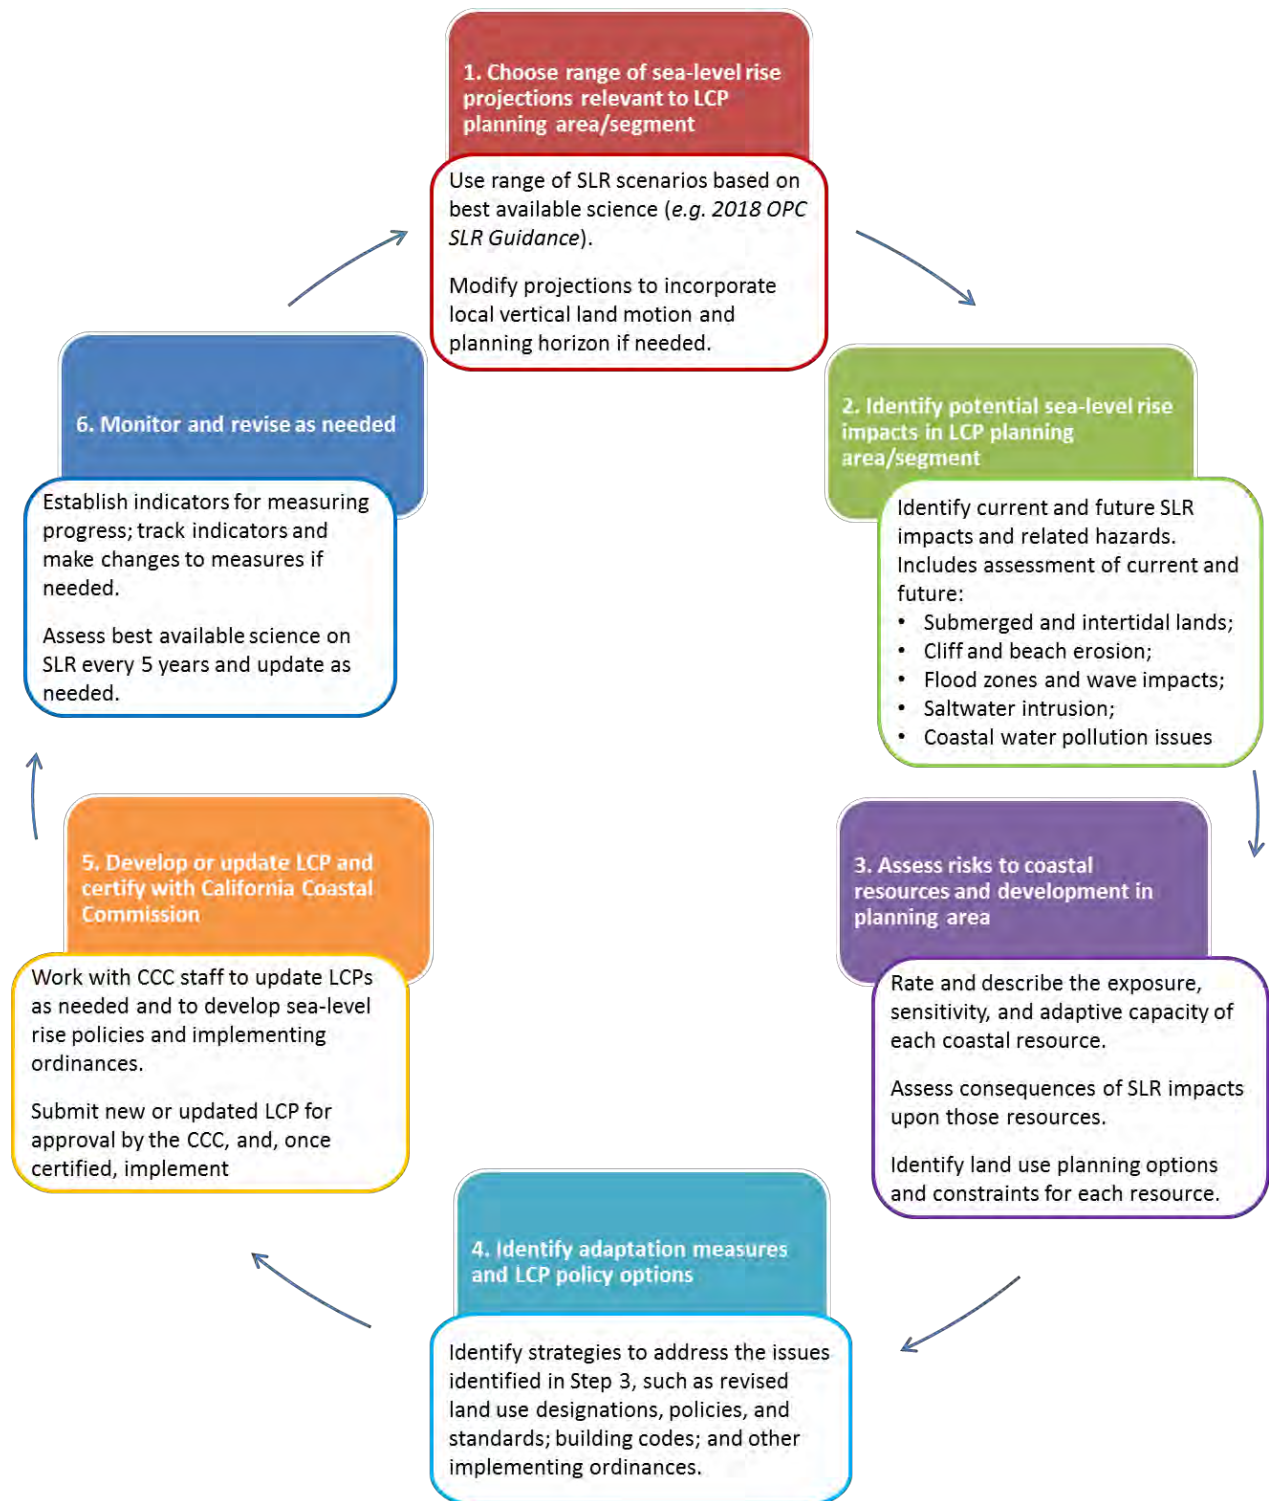 1. Choose range of sea-level rise
projections relevant to LCP
planning area/segment
Use range of SLR scenarios based on
best available science (e.g. 2018 OPC
SLR Guidance).
Modify projections to incorporate
local vertical land motion and
planning horizon if needed.
2. Identify potential sea-level rise
impacts in LCP planning
area/segment
Identify current and future SLR
impacts and related hazards.
Includes assessment of current and
future:
• Submerged and intertidal lands;
• Cliff and beach erosion;
• Flood zones and wave impacts;
• Saltwater intrusion;
• Coastal water pollution issues
3. Assess risks to coastal
resources and development in
planning area
Rate and describe the exposure,
sensitivity, and adaptive capacity of
each coastal resource.
Assess consequences of SLR impacts
upon those resources.
Identify land use planning options
and constraints for each resource.
4. Identify adaptation measures
and LCP policy options
Identify strategies to address the issues
identified in Step 3, such as revised
land use designations, policies, and
standards; building codes; and other
implementing ordinances.
5. Develop or update LCP and
certify with California Coastal
Commission
Work with CCC staff to update LCPs
as needed and to develop sea-level
rise policies and implementing
ordinances.
Submit new or updated LCP for
approval by the CCC, and, once
certified, implement
6. Monitor and revise as needed
Establish indicators for measuring
progress; track indicators and
make changes to measures if
needed.
Assess best available science on
SLR every 5 years and update as
needed.